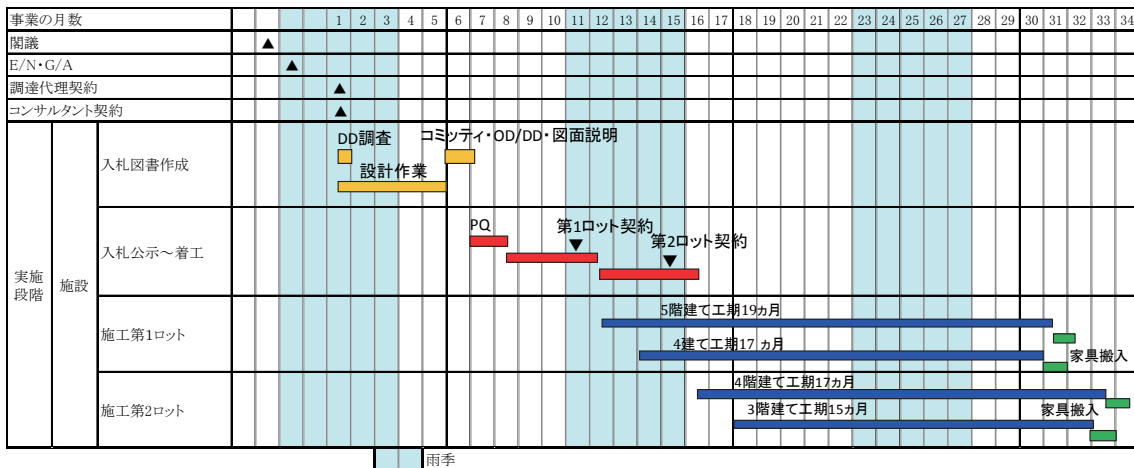 事業の月数 1 2 3 4 5 6 7 8 9 10 11 12 13 14 15 16 17 18 19 20 21 22 23 24 25 26 27 28 29 30 31 32 33 34
閣議 ▲
E/N・G/A ▲
調達代理契約 ▲
コンサルタント契約 ▲
実施段階
施設
入札図書作成
DD調査
コミッティ・OD/DD・図面説明
設計作業
入札公示～着工
PQ
第1ロット契約
▼
第2ロット契約
▼
施工第1ロット
5階建て工期19ヵ月
4建て工期17 ヵ月
家具搬入
施工第2ロット
4階建て工期17ヵ月
3階建て工期15ヵ月
家具搬入
雨季